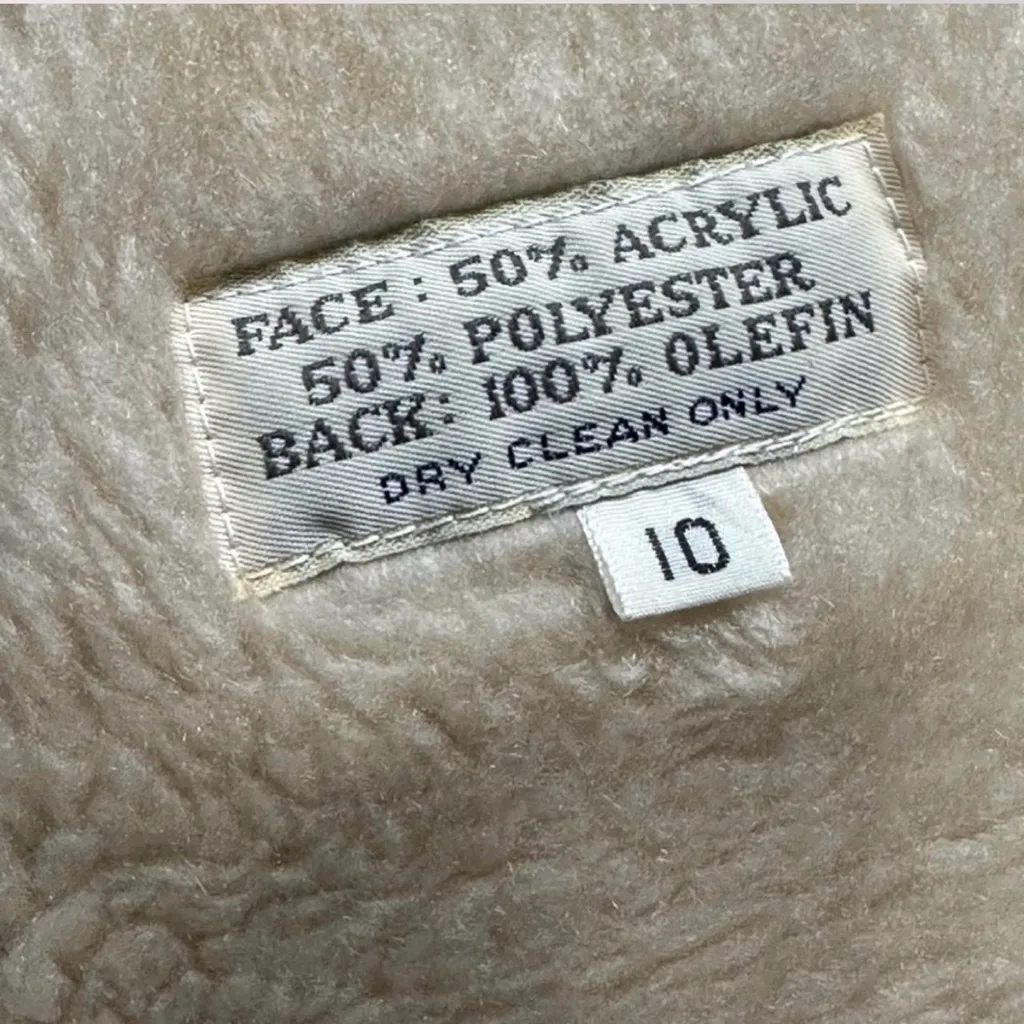 FACE : 50% ACRYLIC
50% POLYESTER
BACK: 100% OLEFIN
DRY CLEAN ONLY
10